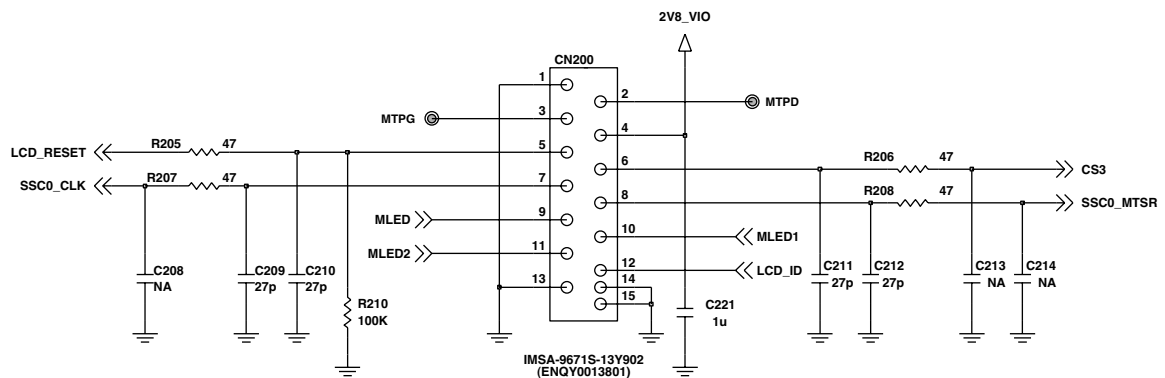 2V8_VIO
CN200
1
2
MTPD
MTPG
3
4
LCD_RESET
R205
47
5
6
R206
47
CS3
SSC0_CLK
R207
47
7
8
R208
47
SSC0_MTSR
MLED
9
10
MLED1
MLED2
11
12
LCD_ID
13
14
15
C208
NA
C209
27p
C210
27p
R210
100K
C221
1u
C211
27p
C212
27p
C213
NA
C214
NA
IMSA-9671S-13Y902
(ENQY0013801)